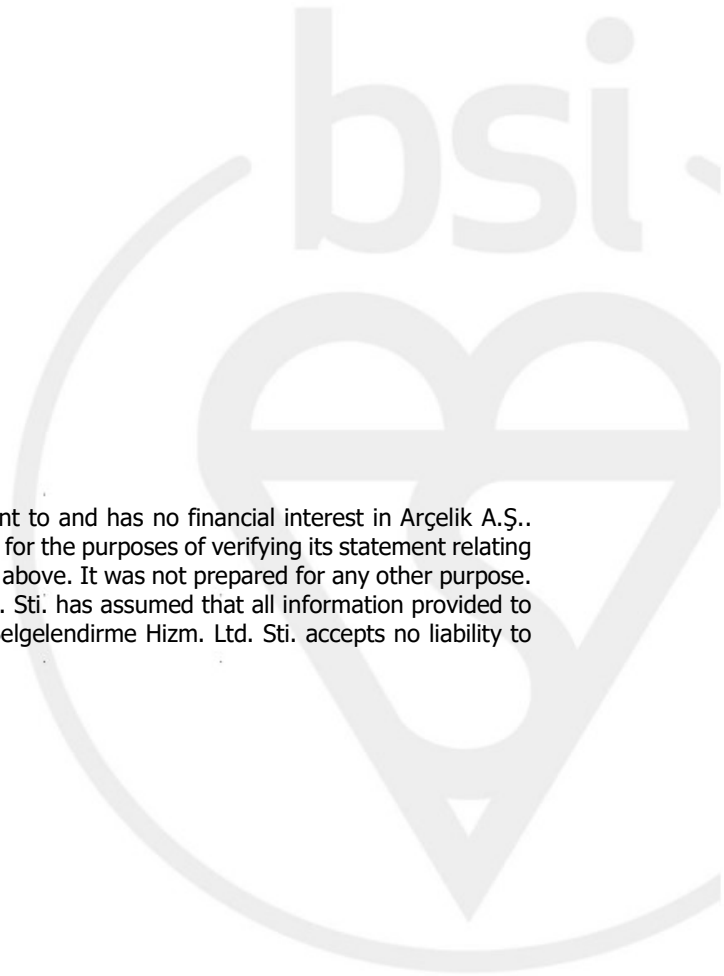 bsi
nt to and has no financial interest in Arçelik A.Ş..
for the purposes of verifying its statement relating
above. It was not prepared for any other purpose.
. Sti. has assumed that all information provided to
elgelendirme Hizm. Ltd. Sti. accepts no liability to